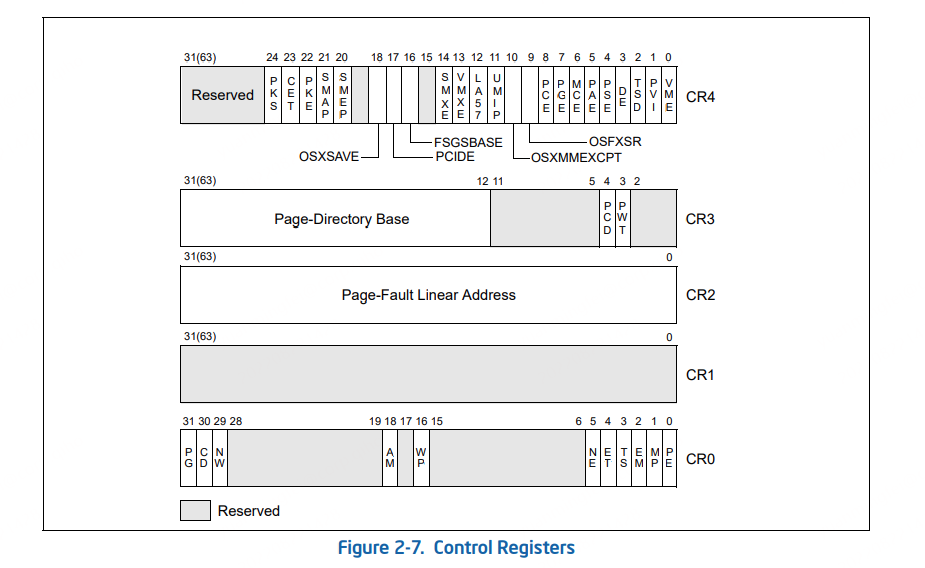 31(63) 24 23 22 21 20 18 17 16 15 14 13 12 11 10 9 8 7 6 5 4 3 2 1 0
Reserved PKS CET PKE SMAP SMEP SMXE VMXE LA57 UMIP PCE PGE MCE PAE PSE DE TSD PVI VME CR4
FSGSBASE OSFXSR
OSXSAVE PCIDE OSXMMEXCPT
31(63) 12 11 5 4 3 2
Page-Directory Base PCD PWT CR3
31(63) 0
Page-Fault Linear Address CR2
31(63) 0
CR1
31 30 29 28 19 18 17 16 15 6 5 4 3 2 1 0
PG CD NW AM WP NE ET TS EM MP PE CR0
Reserved
Figure 2-7. Control Registers